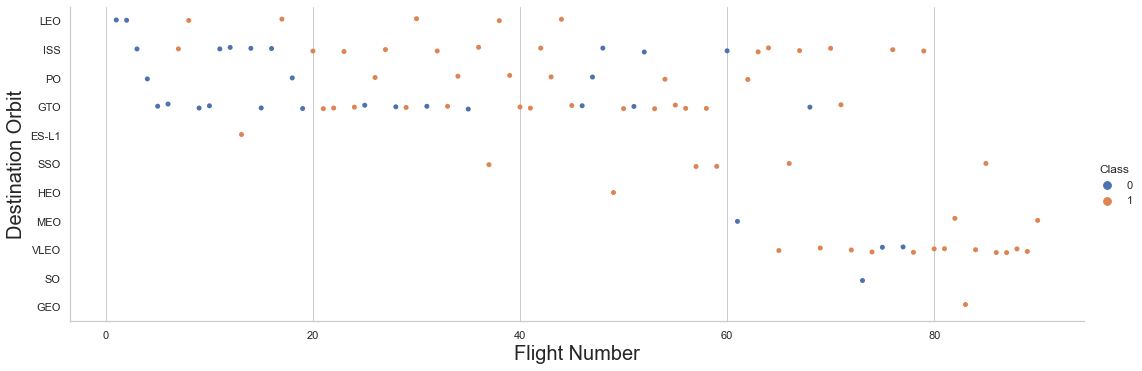 Destination Orbit
LEO
ISS
PO
GTO
ES-L1
SSO
HEO
MEO
VLEO
SO
GEO
0
20
40
60
80
Flight Number
Class
0
1